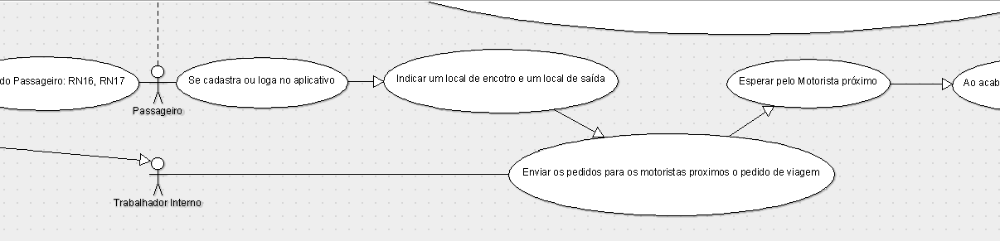 do Passageiro: RN16, RN17
Passageiro
Se cadastra ou loga no aplicativo
Indicar um local de encotro e um local de saída
Esperar pelo Motorista próximo
Ao acab
Trabalhador Interno
Enviar os pedidos para os motoristas proximos o pedido de viagem